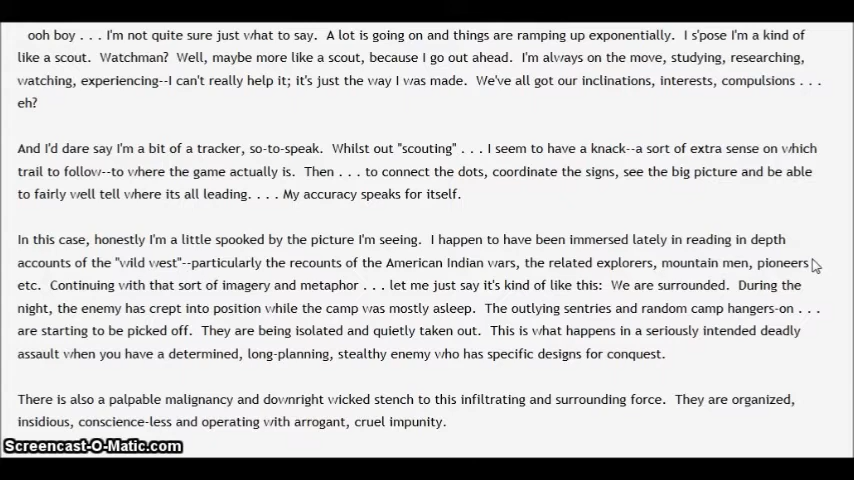 ooh boy . . . I'm not quite sure just what to say.  A lot is going on and things are ramping up exponentially.  I s'pose I'm a kind of
like a scout.  Watchman?  Well, maybe more like a scout, because I go out ahead.  I'm always on the move, studying, researching,
watching, experiencing--I can't really help it; it's just the way I was made.  We've all got our inclinations, interests, compulsions . . .
eh?

And I'd dare say I'm a bit of a tracker, so-to-speak.  Whilst out "scouting" . . . I seem to have a knack--a sort of extra sense on which
trail to follow--to where the game actually is.  Then . . . to connect the dots, coordinate the signs, see the big picture and be able
to fairly well tell where its all leading. . . . My accuracy speaks for itself.

In this case, honestly I'm a little spooked by the picture I'm seeing.  I happen to have been immersed lately in reading in depth
accounts of the "wild west"--particularly the recounts of the American Indian wars, the related explorers, mountain men, pioneers
etc.  Continuing with that sort of imagery and metaphor . . . let me just say it's kind of like this:  We are surrounded.  During the
night, the enemy has crept into position while the camp was mostly asleep.  The outlying sentries and random camp hangers-on . . .
are starting to be picked off.  They are being isolated and quietly taken out.  This is what happens in a seriously intended deadly
assault when you have a determined, long-planning, stealthy enemy who has specific designs for conquest.

There is also a palpable malignancy and downright wicked stench to this infiltrating and surrounding force.  They are organized,
insidious, conscience-less and operating with arrogant, cruel impunity.
Screencast-O-Matic.com